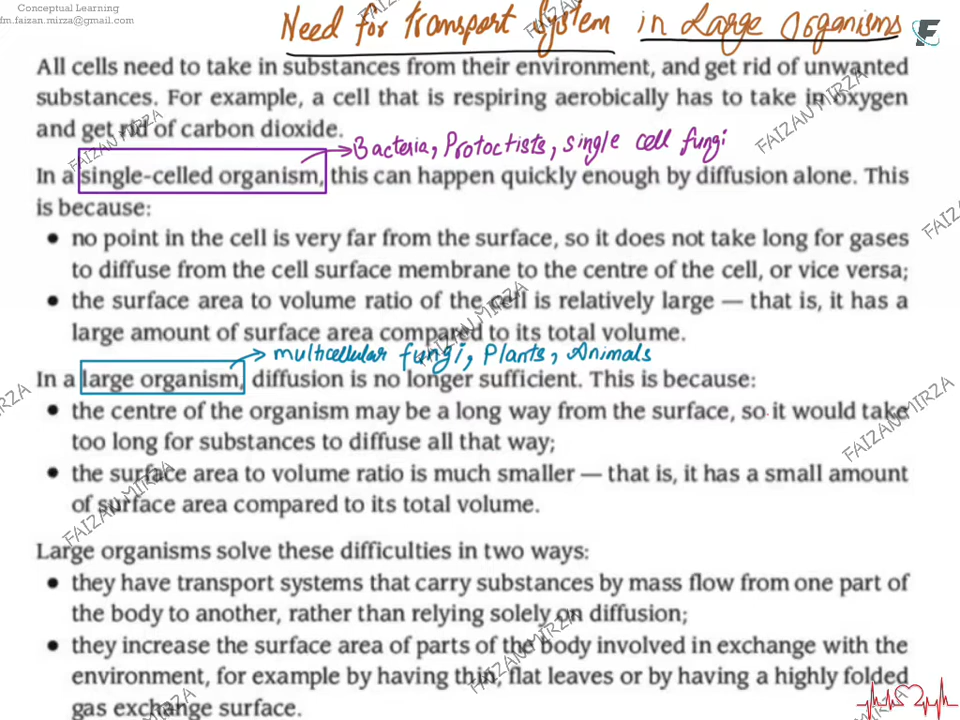 Conceptual Learning
fm.faizan.mirza@gmail.com
Need for transport System in Large Organisms
All cells need to take in substances from their environment, and get rid of unwanted
substances. For example, a cell that is respiring aerobically has to take in oxygen
and get rid of carbon dioxide.
Bacteria, Protoctists, single cell fungi
In a single-celled organism, this can happen quickly enough by diffusion alone. This
is because:
• no point in the cell is very far from the surface, so it does not take long for gases
to diffuse from the cell surface membrane to the centre of the cell, or vice versa;
• the surface area to volume ratio of the cell is relatively large — that is, it has a
large amount of surface area compared to its total volume.
multicellular fungi, Plants, Animals
In a large organism, diffusion is no longer sufficient. This is because:
• the centre of the organism may be a long way from the surface, so it would take
too long for substances to diffuse all that way;
• the surface area to volume ratio is much smaller — that is, it has a small amount
of surface area compared to its total volume.
Large organisms solve these difficulties in two ways:
• they have transport systems that carry substances by mass flow from one part of
the body to another, rather than relying solely on diffusion;
• they increase the surface area of parts of the body involved in exchange with the
environment, for example by having thin, flat leaves or by having a highly folded
gas exchange surface.
FAIZAN MIRZA
FAIZAN MIRZA
FAIZAN MIRZA
FAIZAN MIRZA
FAIZAN MIRZA
FAIZAN MIRZA